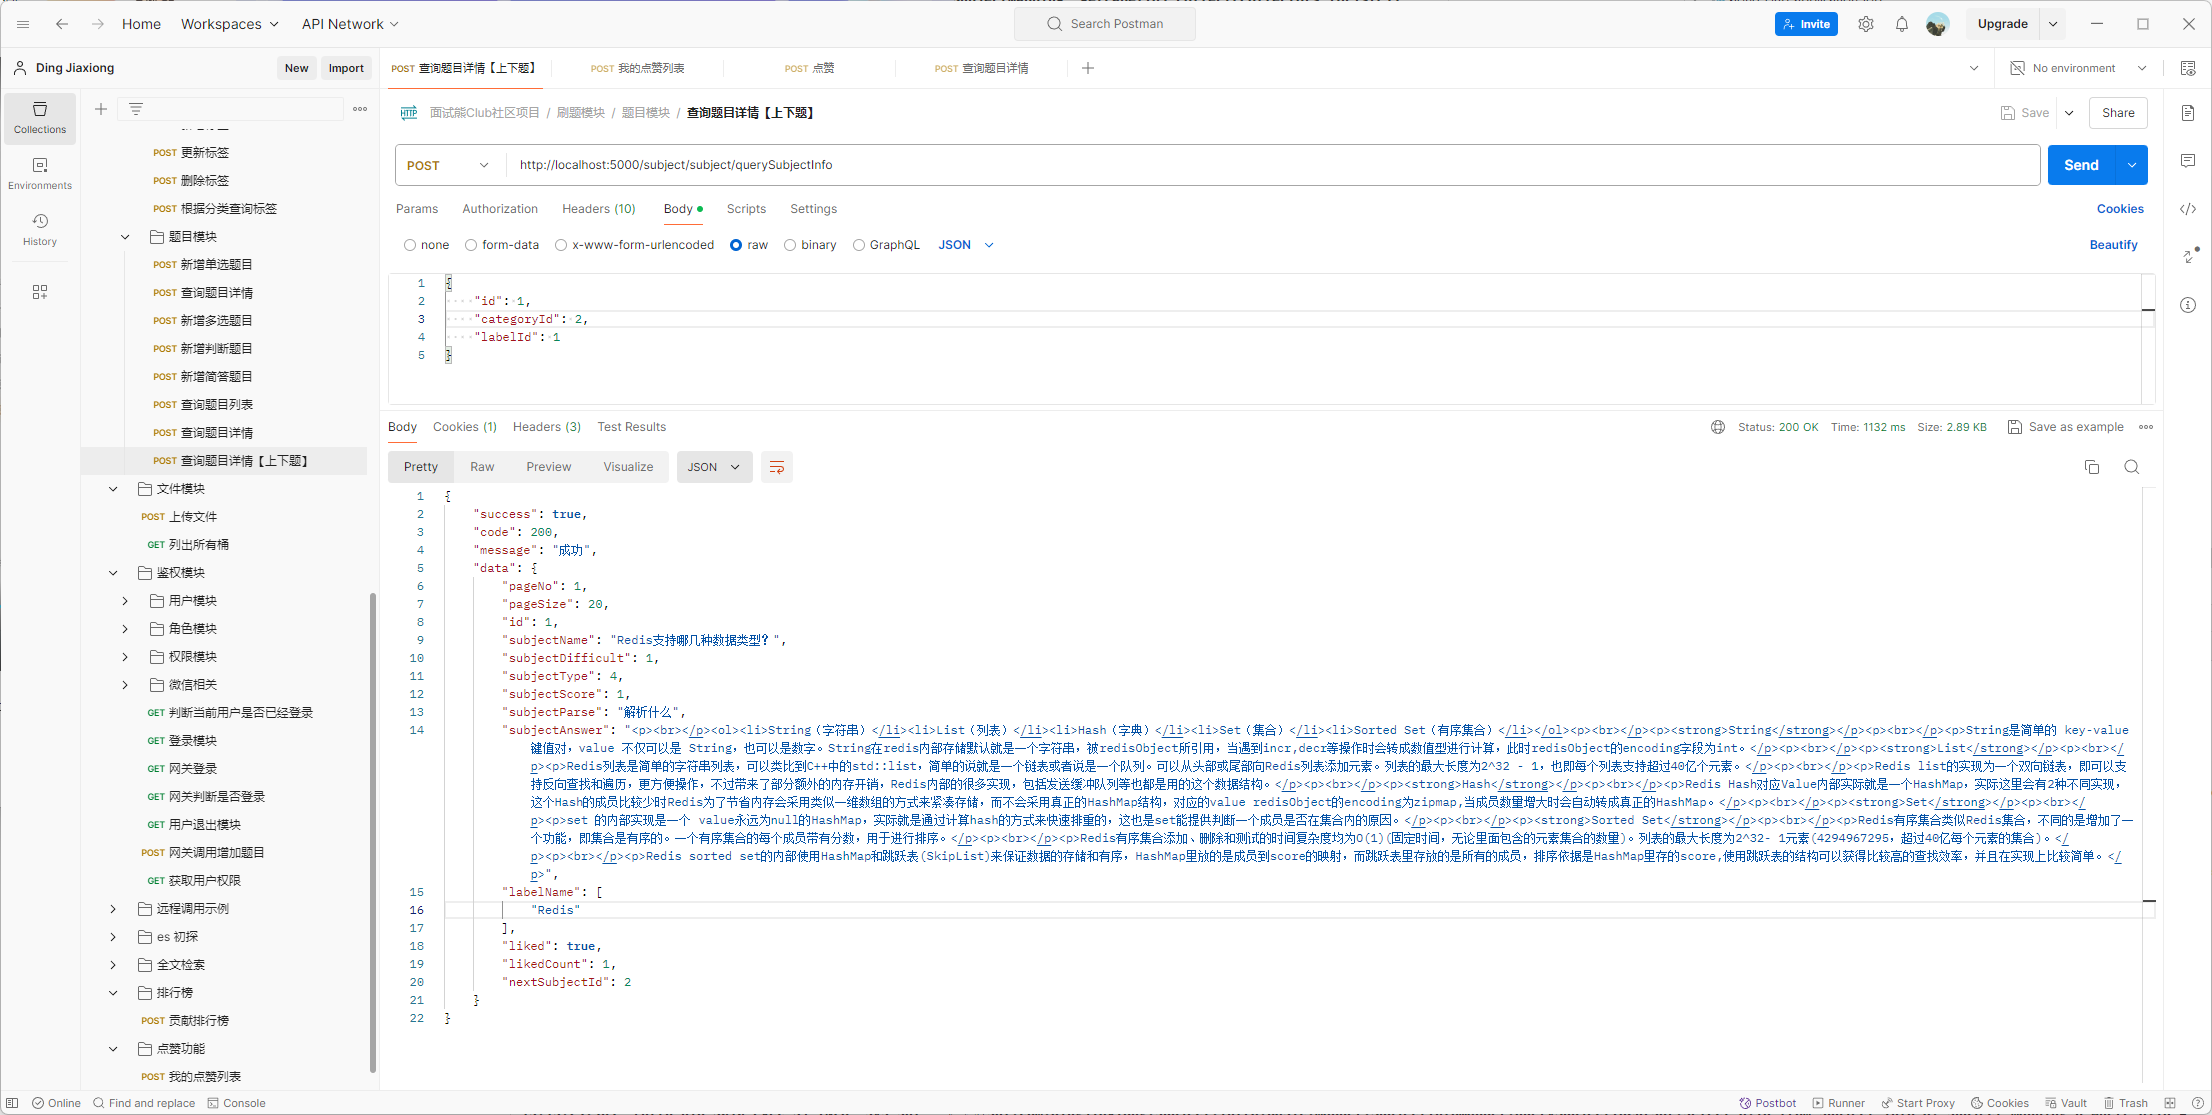 Home
Workspaces
API Network
Search Postman
Invite
Upgrade
Ding Jiaxiong
New
Import
POST 查询题目详情【上下题】
POST 我的点赞列表
POST 点赞
POST 查询题目详情
No environment
Collections
Environments
History
POST 更新标签
POST 删除标签
POST 根据分类查询标签
题目模块
POST 新增单选题目
POST 查询题目详情
POST 新增多选题目
POST 新增判断题目
POST 新增简答题目
POST 查询题目列表
POST 查询题目详情
POST 查询题目详情【上下题】
文件模块
POST 上传文件
GET 列出所有桶
鉴权模块
用户模块
角色模块
权限模块
微信相关
GET 判断当前用户是否已经登录
GET 登录模块
GET 网关登录
GET 网关判断是否登录
GET 用户退出模块
POST 网关调用增加题目
GET 获取用户权限
远程调用示例
es 初探
全文检索
排行榜
POST 贡献排行榜
点赞功能
POST 我的点赞列表
HTTP 面试熊Club社区项目 / 刷题模块 / 题目模块 / 查询题目详情【上下题】
Save
Share
POST
http://localhost:5000/subject/subject/querySubjectInfo
Send
Params
Authorization
Headers (10)
Body
Scripts
Settings
Cookies
none
form-data
x-www-form-urlencoded
raw
binary
GraphQL
JSON
Beautify
1 {
2 "id": 1,
3 "categoryId": 2,
4 "labelId": 1
5 }
Body
Cookies (1)
Headers (3)
Test Results
Status: 200 OK
Time: 1132 ms
Size: 2.89 KB
Save as example
Pretty
Raw
Preview
Visualize
JSON
1 {
2 "success": true,
3 "code": 200,
4 "message": "成功",
5 "data": {
6 "pageNo": 1,
7 "pageSize": 20,
8 "id": 1,
9 "subjectName": "Redis支持哪几种数据类型？",
10 "subjectDifficult": 1,
11 "subjectType": 4,
12 "subjectScore": 1,
13 "subjectParse": "解析什么",
14 "subjectAnswer": "<p><br></p><ol><li>String（字符串）</li><li>List（列表）</li><li>Hash（字典）</li><li>Set（集合）</li><li>Sorted Set（有序集合）</li></ol><p><br></p><p><strong>String</strong></p><p><br></p><p>String是简单的 key-value
键值对，value 不仅可以是 String，也可以是数字。String在redis内部存储默认就是一个字符串，被redisObject所引用，当遇到incr,decr等操作时会转成数值型进行计算，此时redisObject的encoding字段为int。</p><p><br></p><p><strong>List</strong></p><p><br></
p><p>Redis列表是简单的字符串列表，可以类比到C++中的std::list，简单的说就是一个链表或者说是一个队列。可以从头部或尾部向Redis列表添加元素。列表的最大长度为2^32 - 1，也即每个列表支持超过40亿个元素。</p><p><br></p><p>Redis list的实现为一个双向链表，即可以支
持反向查找和遍历，更方便操作，不过带来了部分额外的内存开销，Redis内部的很多实现，包括发送缓冲队列等也都是用的这个数据结构。</p><p><br></p><p><strong>Hash</strong></p><p><br></p><p>Redis Hash对应Value内部实际就是一个HashMap，实际这里会有2种不同实现，
这个Hash的成员比较少时Redis为了节省内存会采用类似一维数组的方式来紧凑存储，而不会采用真正的HashMap结构，对应的value redisObject的encoding为zipmap,当成员数量增大时会自动转成真正的HashMap。</p><p><br></p><p><strong>Set</strong></p><p><br></
p><p>set 的内部实现是一个 value永远为null的HashMap，实际就是通过计算hash的方式来快速排重的，这也是set能提供判断一个成员是否在集合内的原因。</p><p><br></p><p><strong>Sorted Set</strong></p><p><br></p><p>Redis有序集合类似Redis集合，不同的是增加了一
个功能，即集合是有序的。一个有序集合的每个成员带有分数，用于进行排序。</p><p><br></p><p>Redis有序集合添加、删除和测试的时间复杂度均为O(1)(固定时间，无论里面包含的元素集合的数量)。列表的最大长度为2^32- 1元素(4294967295，超过40亿每个元素的集合)。</
p><p><br></p><p>Redis sorted set的内部使用HashMap和跳跃表(SkipList)来保证数据的存储和有序，HashMap里放的是成员到score的映射，而跳跃表里存放的是所有的成员，排序依据是HashMap里存的score,使用跳跃表的结构可以获得比较高的查找效率，并且在实现上比较简单。</
p>",
15 "labelName": [
16 "Redis"
17 ],
18 "liked": true,
19 "likedCount": 1,
20 "nextSubjectId": 2
21 }
22 }
Online
Find and replace
Console
Postbot
Runner
Start Proxy
Cookies
Vault
Trash